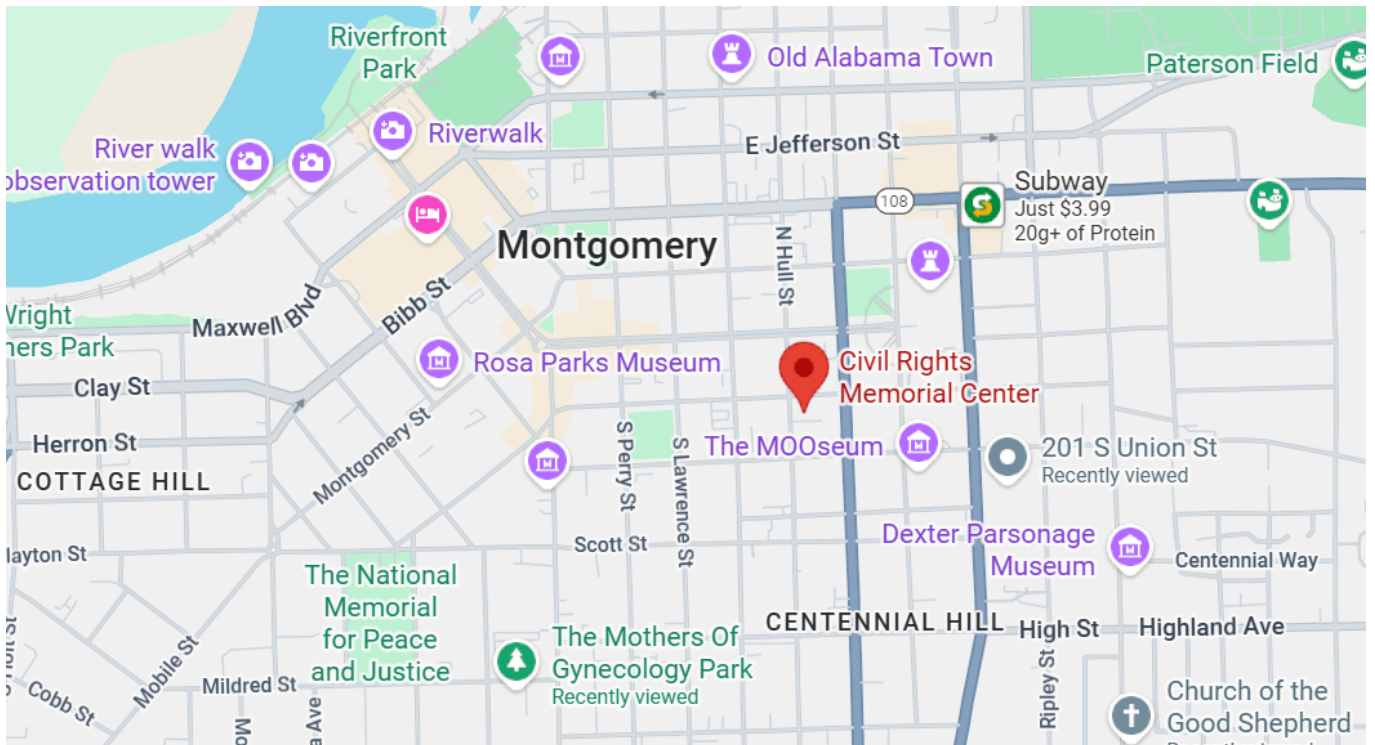 Riverfront
Park
Old Alabama Town
Paterson Field
Riverwalk
River walk
observation tower
E Jefferson St
Subway
Just $3.99
20g+ of Protein
108
Montgomery
N Hull St
Maxwell Blvd
Bibb St
Wright
ners Park
Rosa Parks Museum
Civil Rights
Memorial Center
Clay St
Herron St
Montgomery St
S Perry St
S Lawrence St
The MOOseum
201 S Union St
Recently viewed
COTTAGE HILL
Scott St
Dexter Parsonage
Museum
layton St
Centennial Way
The National
Memorial
for Peace
and Justice
CENTENNIAL HILL
High St
Highland Ave
The Mothers Of
Gynecology Park
Recently viewed
Mobile St
Mildred St
Cobb St
Ripley St
Church of the
Good Shepherd